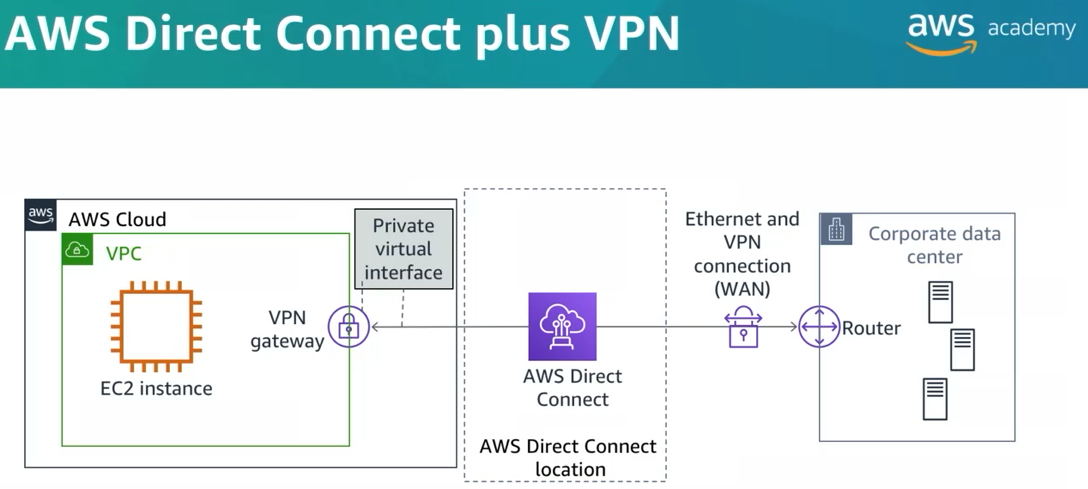 AWS Direct Connect plus VPN
aws academy
aws
AWS Cloud
VPC
EC2 instance
VPN
gateway
Private
virtual
interface
AWS Direct
Connect
AWS Direct Connect
location
Ethernet and
VPN
connection
(WAN)
Router
Corporate data
center